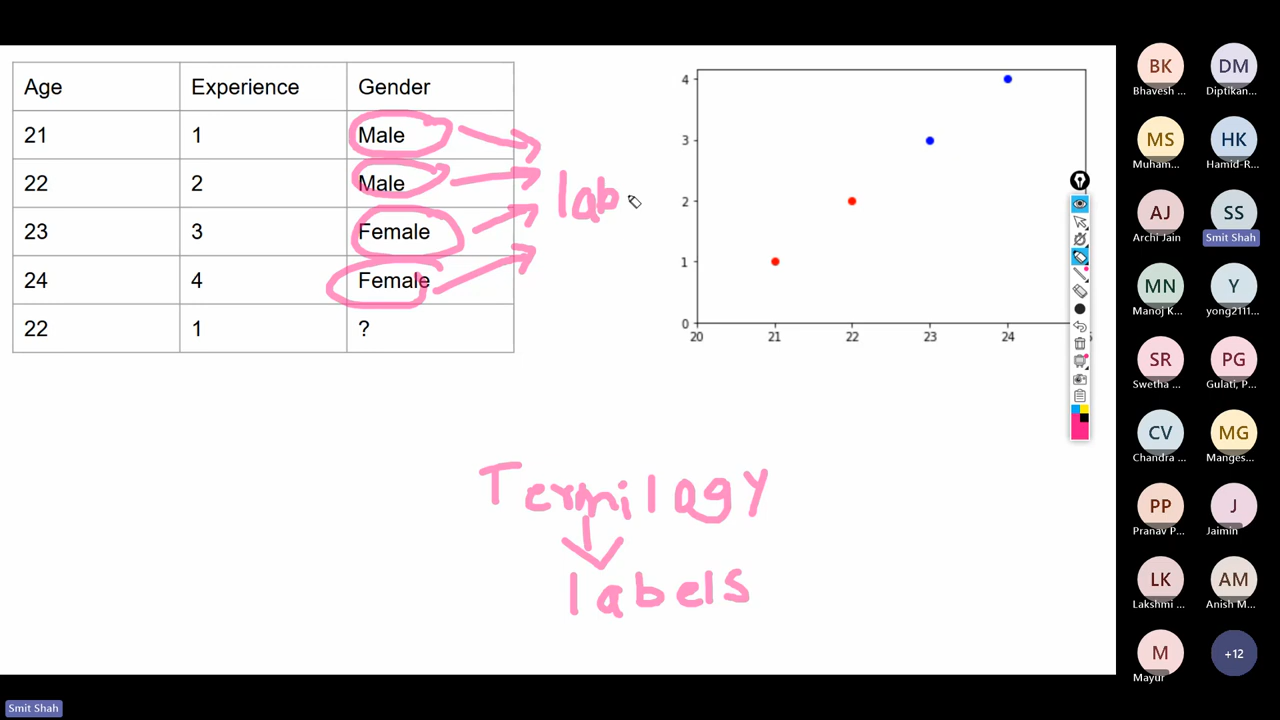 Age Experience Gender
21 1 Male
22 2 Male
23 3 Female
24 4 Female
22 1 ?
lab
4
3
2
1
0
20 21 22 23 24
Termilogy
labels
BK DM
Bhavesh ... Diptikan...
MS HK
Muham... Hamid-R...
AJ SS
Archi Jain Smit Shah
MN Y
Manoj K... yong2111...
SR PG
Swetha ... Gulati, P...
CV MG
Chandra ... Manges...
PP J
Pranav P... Jaimin
LK AM
Lakshmi ... Anish M...
M +12
Mayur
Smit Shah